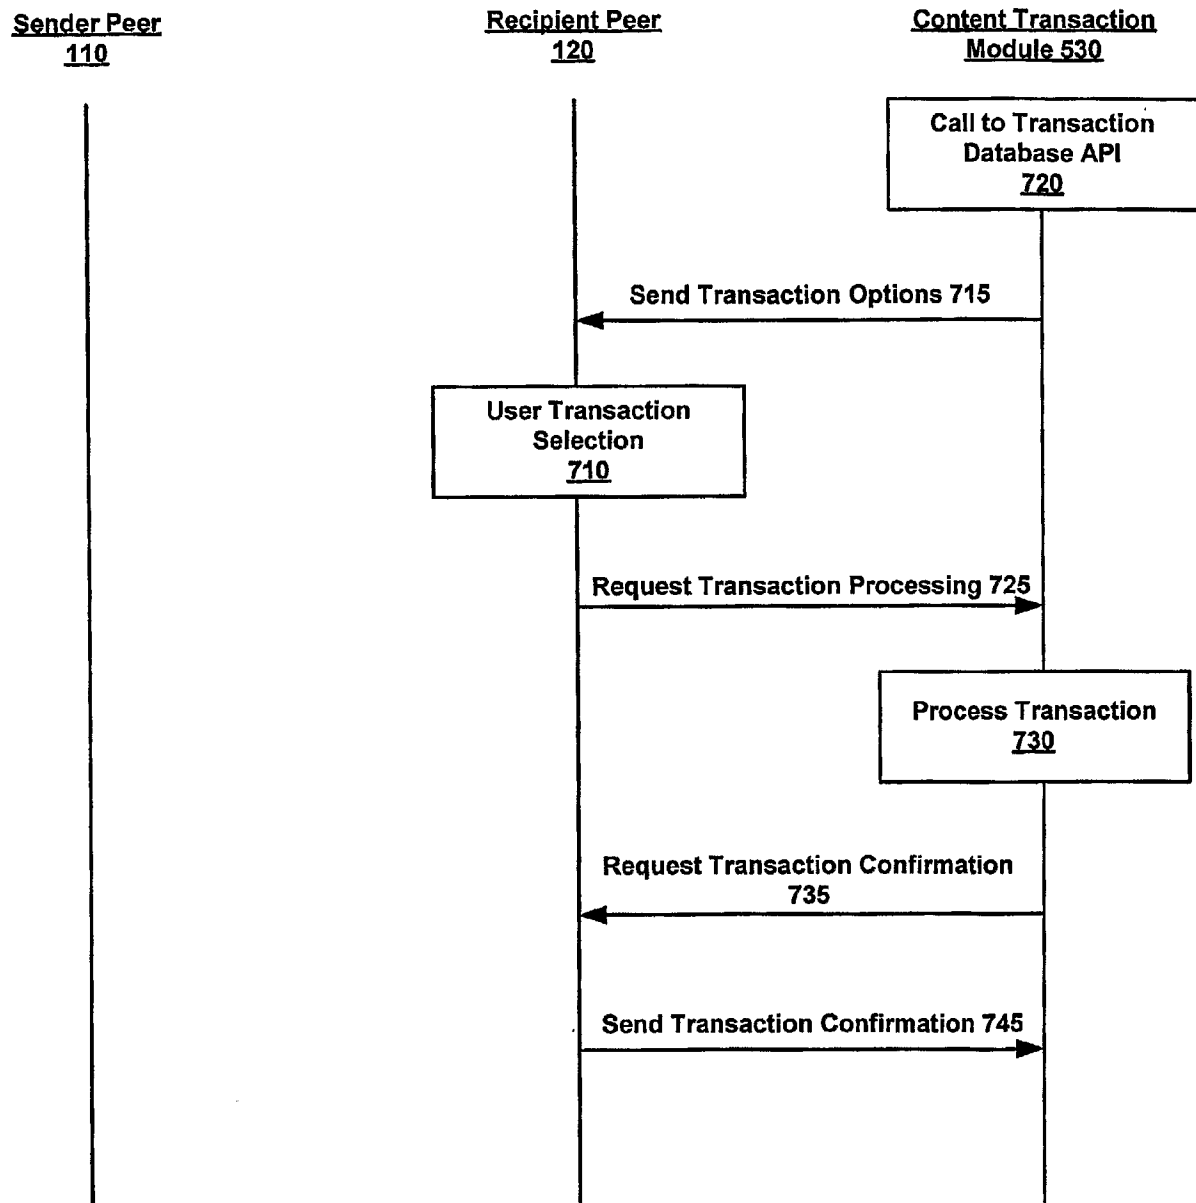 Sender Peer
110
Recipient Peer
120
Content Transaction
Module 530
Call to Transaction
Database API
720
Send Transaction Options 715
User Transaction
Selection
710
Request Transaction Processing 725
Process Transaction
730
Request Transaction Confirmation
735
Send Transaction Confirmation 745